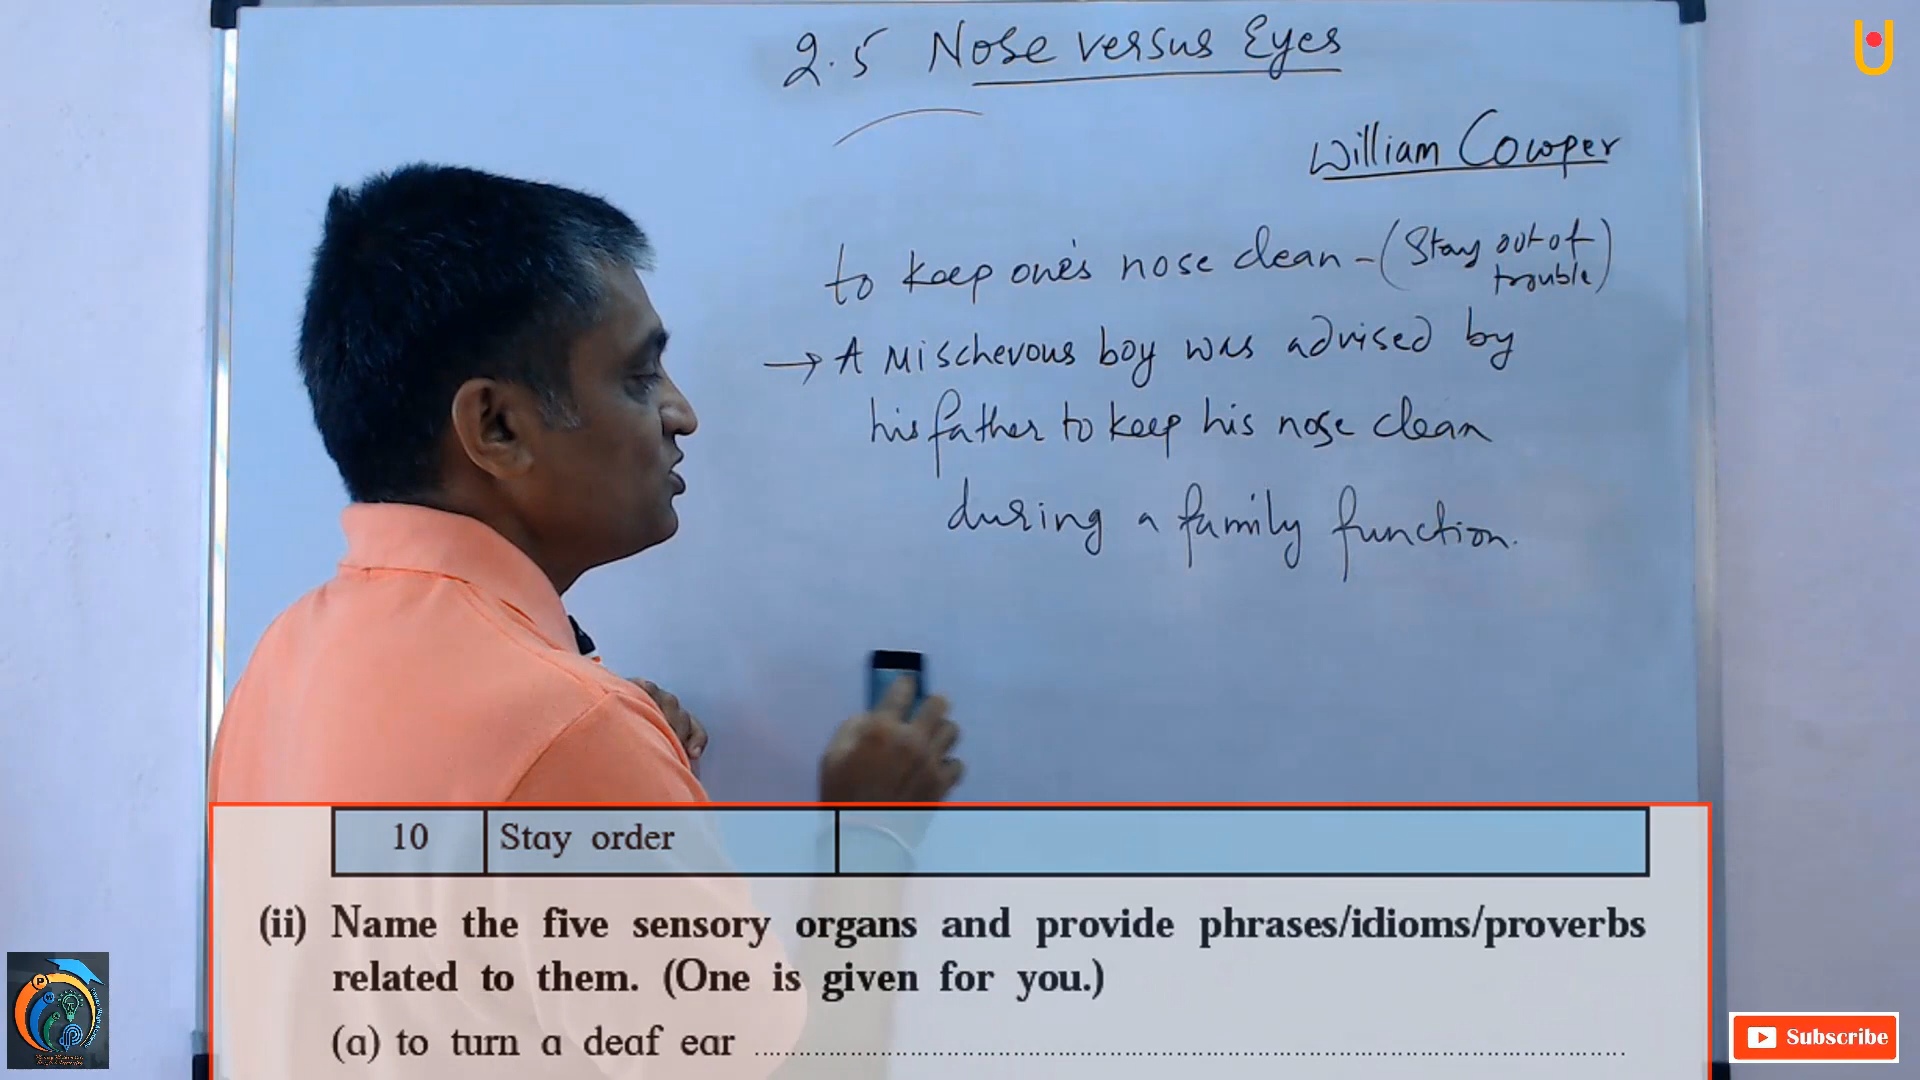 2.5 Nose versus Eyes
William Cowper
to keep one's nose clean - (Stay out of
trouble)
→ A Mischevous boy was advised by
his father to keep his nose clean
during a family function.
10 Stay order
(ii) Name the five sensory organs and provide phrases/idioms/proverbs
related to them. (One is given for you.)
(a) to turn a deaf ear ........................................................................
Subscribe